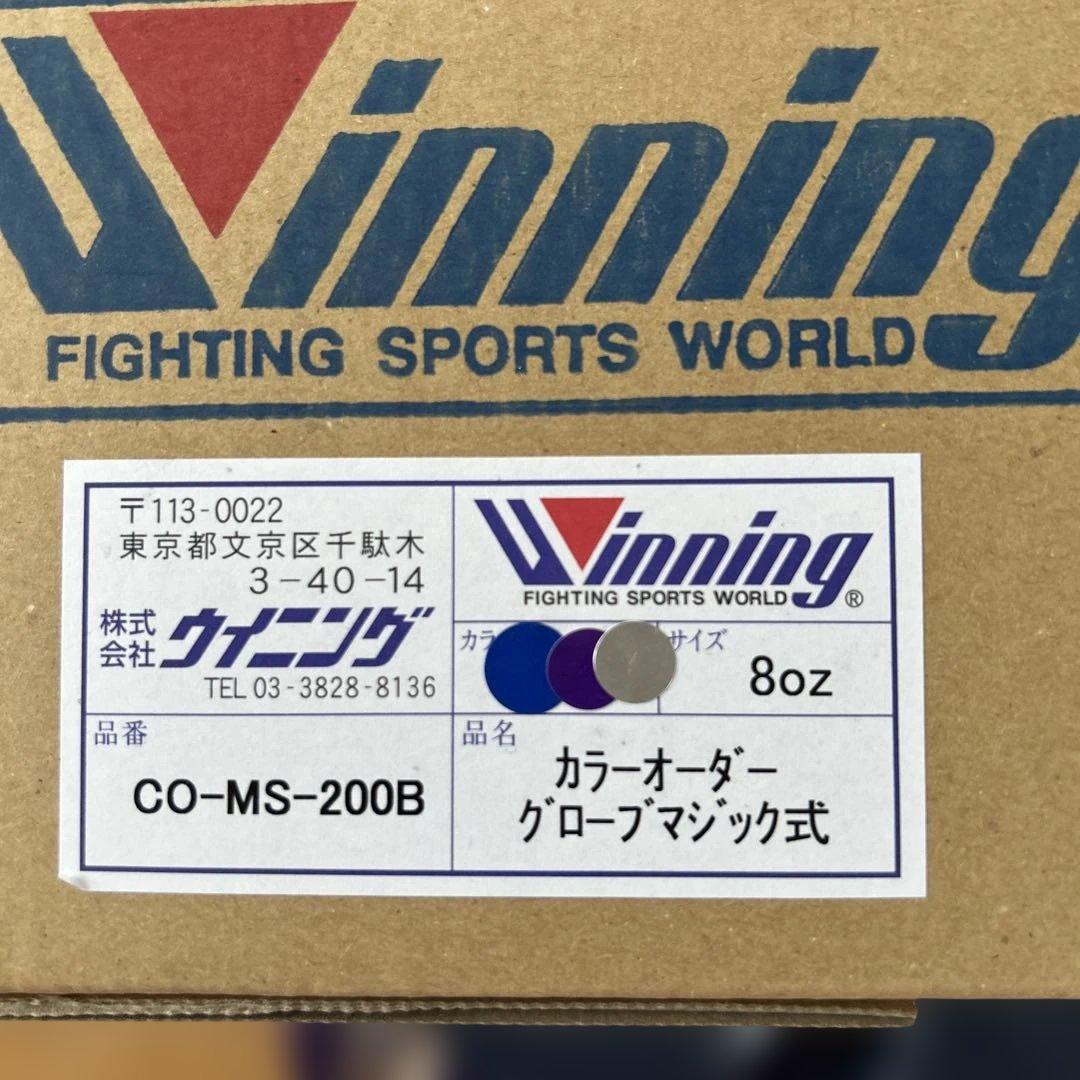 Winning
FIGHTING SPORTS WORLD
〒113-0022
東京都文京区千駄木
3-40-14
株式会社 ウイニング
TEL 03-3828-8136
Winning
FIGHTING SPORTS WORLD ®
カラ
サイズ
8oz
品番
CO-MS-200B
品名
カラーオーダー
グローブマジック式